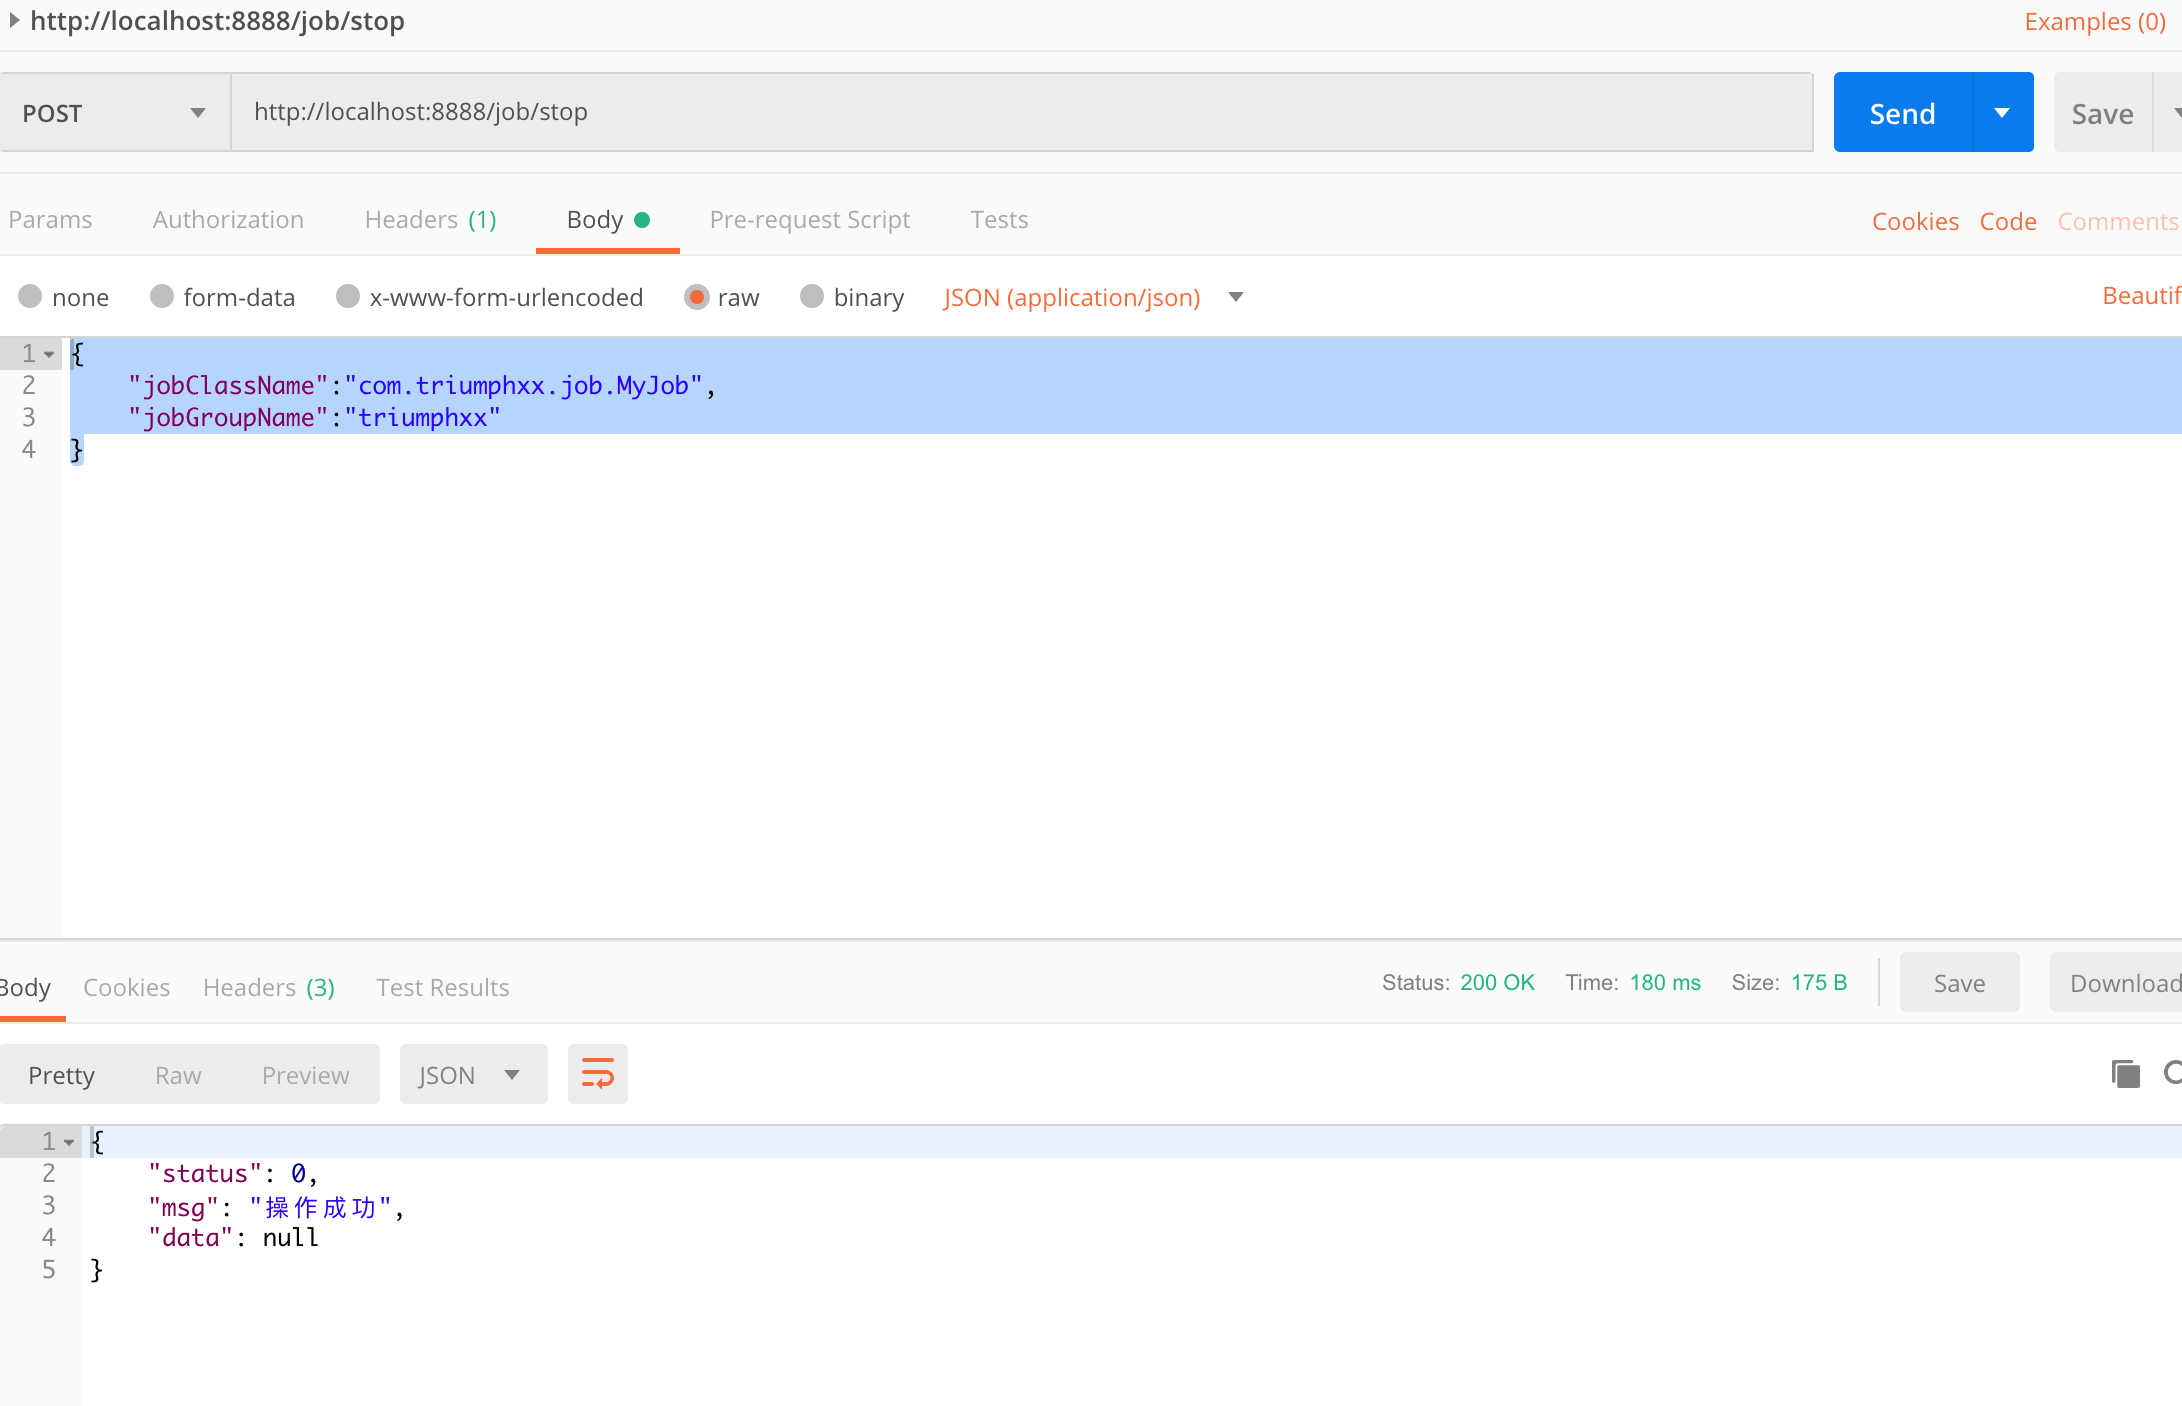 http://localhost:8888/job/stop Examples (0)
POST http://localhost:8888/job/stop Send Save
Params Authorization Headers (1) Body Pre-request Script Tests Cookies Code Comments
none form-data x-www-form-urlencoded raw binary JSON (application/json) Beautif
1 {
2 "jobClassName":"com.triumphxx.job.MyJob",
3 "jobGroupName":"triumphxx"
4 }
Body Cookies Headers (3) Test Results Status: 200 OK Time: 180 ms Size: 175 B Save Download
Pretty Raw Preview JSON
1 {
2 "status": 0,
3 "msg": "操作成功",
4 "data": null
5 }